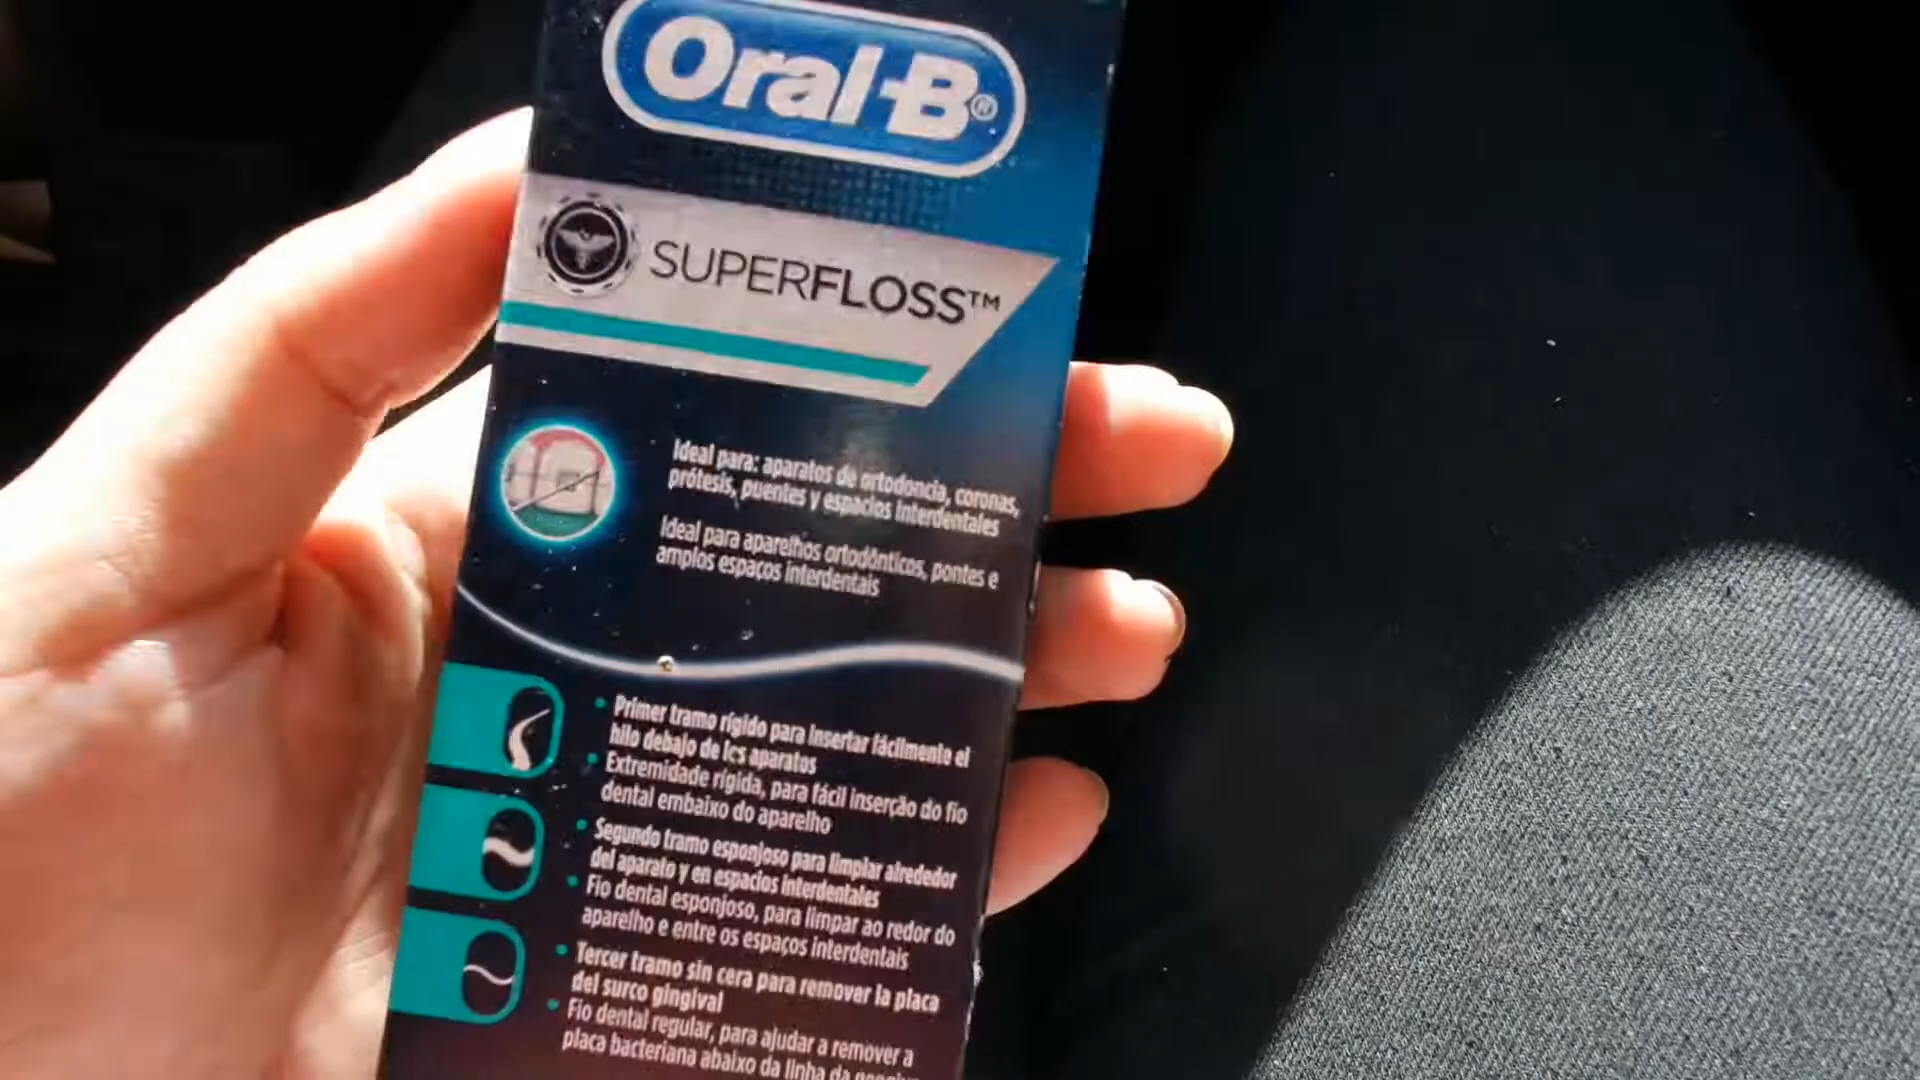 Oral-B®
SUPERFLOSS™
Ideal para: aparatos de ortodoncia, coronas,
prótesis, puentes y espacios interdentales
Ideal para aparelhos ortodônticos, pontes e
amplos espaços interdentais
• Primer tramo rígido para insertar fácilmente el
hilo debajo de los aparatos
• Extremidade rígida, para fácil inserção do fio
dental embaixo do aparelho
• Segundo tramo esponjoso para limpiar alrededor
del aparato y en espacios interdentales
• Fio dental esponjoso, para limpar ao redor do
aparelho e entre os espaços interdentais
• Tercer tramo sin cera para remover la placa
del surco gingival
• Fio dental regular, para ajudar a remover a
placa bacteriana abaixo da linha da